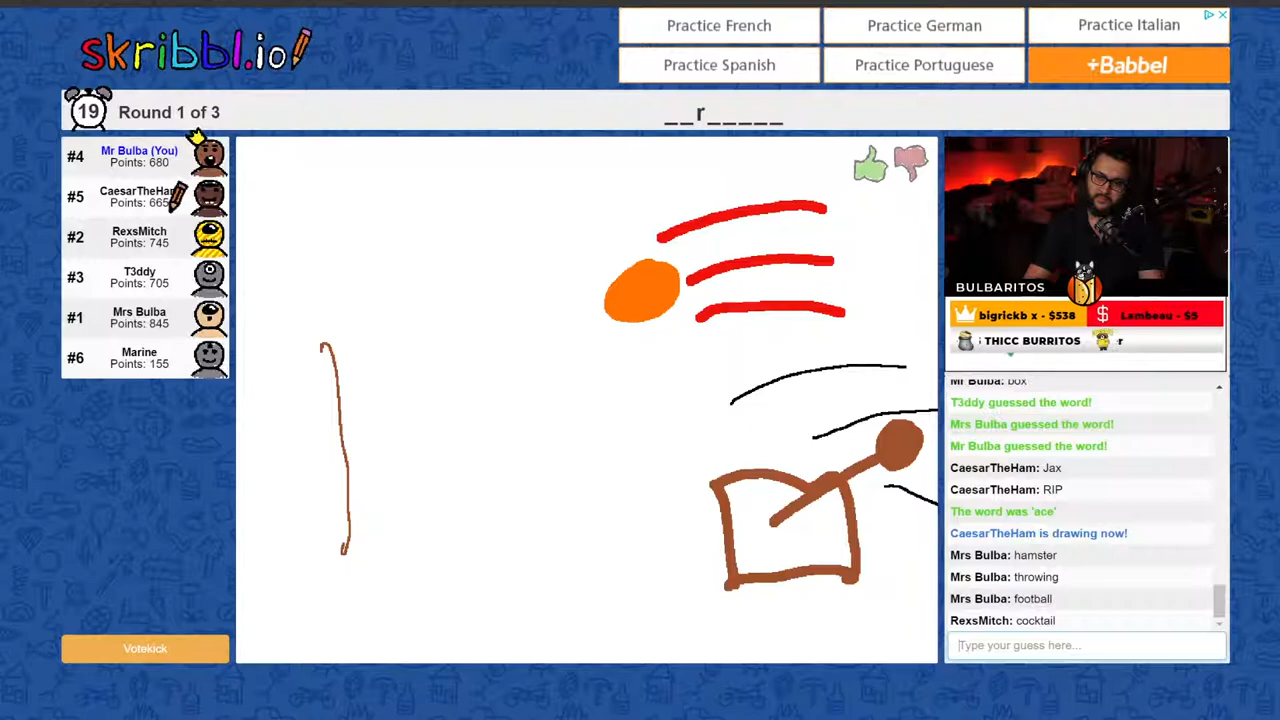 Practice French
Practice German
Practice Italian
skribbl.io
Practice Spanish
Practice Portuguese
+Babbel
19
Round 1 of 3
__r_____
#4
Mr Bulba (You)
Points: 680
#5
CaesarTheHam
Points: 665
#2
RexsMitch
Points: 745
#3
T3ddy
Points: 705
#1
Mrs Bulba
Points: 845
#6
Marine
Points: 155
Votekick
BULBARITOS
bigrickb x - $538
$
Lambeau - $5
THICC BURRITOS
r
Mr Bulba: box
T3ddy guessed the word!
Mrs Bulba guessed the word!
Mr Bulba guessed the word!
CaesarTheHam: Jax
CaesarTheHam: RIP
The word was 'ace'
CaesarTheHam is drawing now!
Mrs Bulba: hamster
Mrs Bulba: throwing
Mrs Bulba: football
RexsMitch: cocktail
Type your guess here...